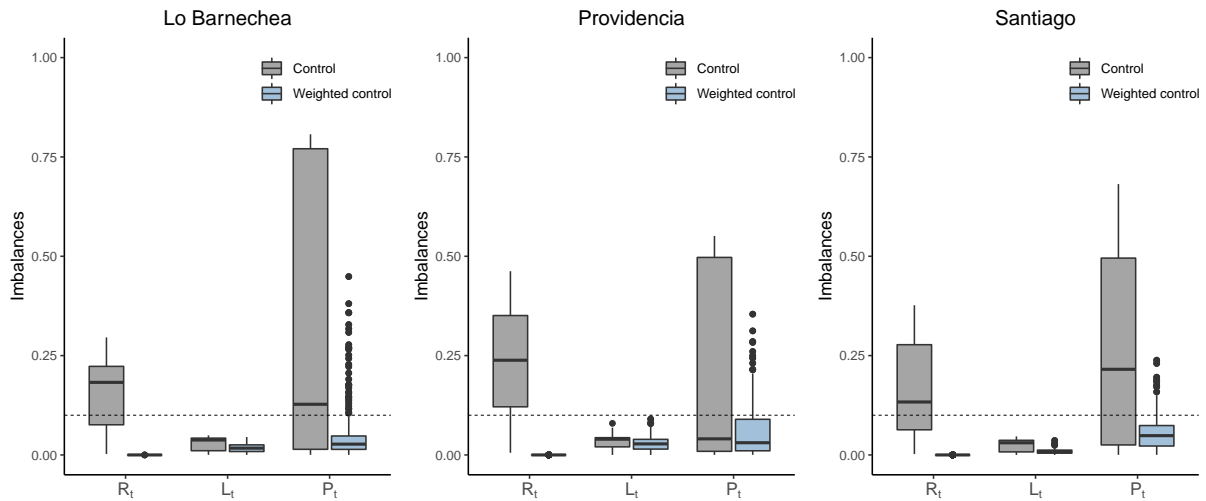 Lo Barnechea
Imbalances
1.00
0.75
0.50
0.25
0.00
Control
Weighted control
Rt
Lt
Pt
Providencia
Imbalances
1.00
0.75
0.50
0.25
0.00
Control
Weighted control
Rt
Lt
Pt
Santiago
Imbalances
1.00
0.75
0.50
0.25
0.00
Control
Weighted control
Rt
Lt
Pt